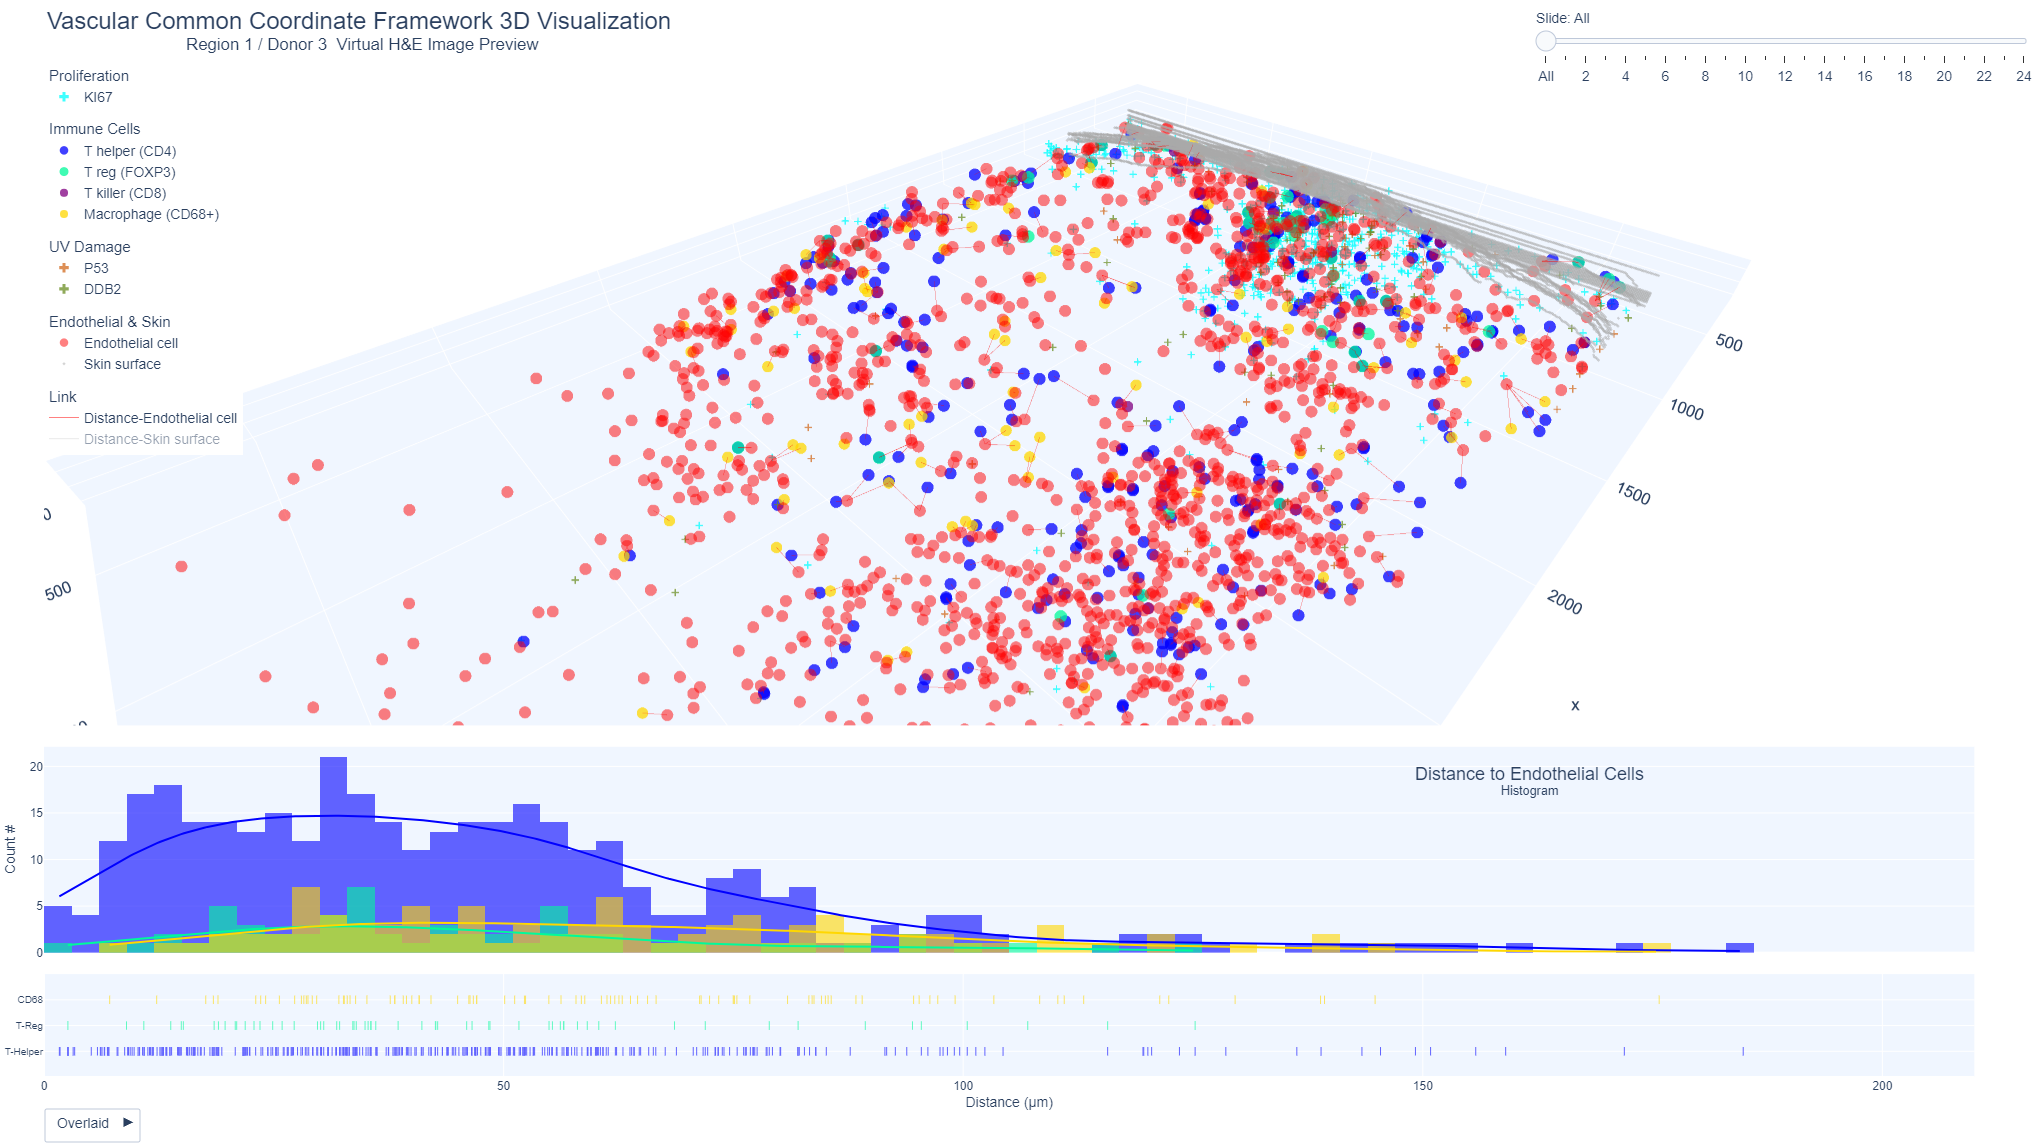 Vascular Common Coordinate Framework 3D Visualization
Region 1 / Donor 3 Virtual H&E Image Preview
Slide: All
All 2 4 6 8 10 12 14 16 18 20 22 24
Proliferation
KI67
Immune Cells
T helper (CD4)
T reg (FOXP3)
T killer (CD8)
Macrophage (CD68+)
UV Damage
P53
DDB2
Endothelial & Skin
Endothelial cell
Skin surface
Link
Distance-Endothelial cell
Distance-Skin surface
0
500
500
1000
1500
2000
x
Distance to Endothelial Cells
Histogram
Count #
20
15
10
5
0
CD68
T-Reg
T-Helper
0 50 100 150 200
Distance (µm)
Overlaid ▶